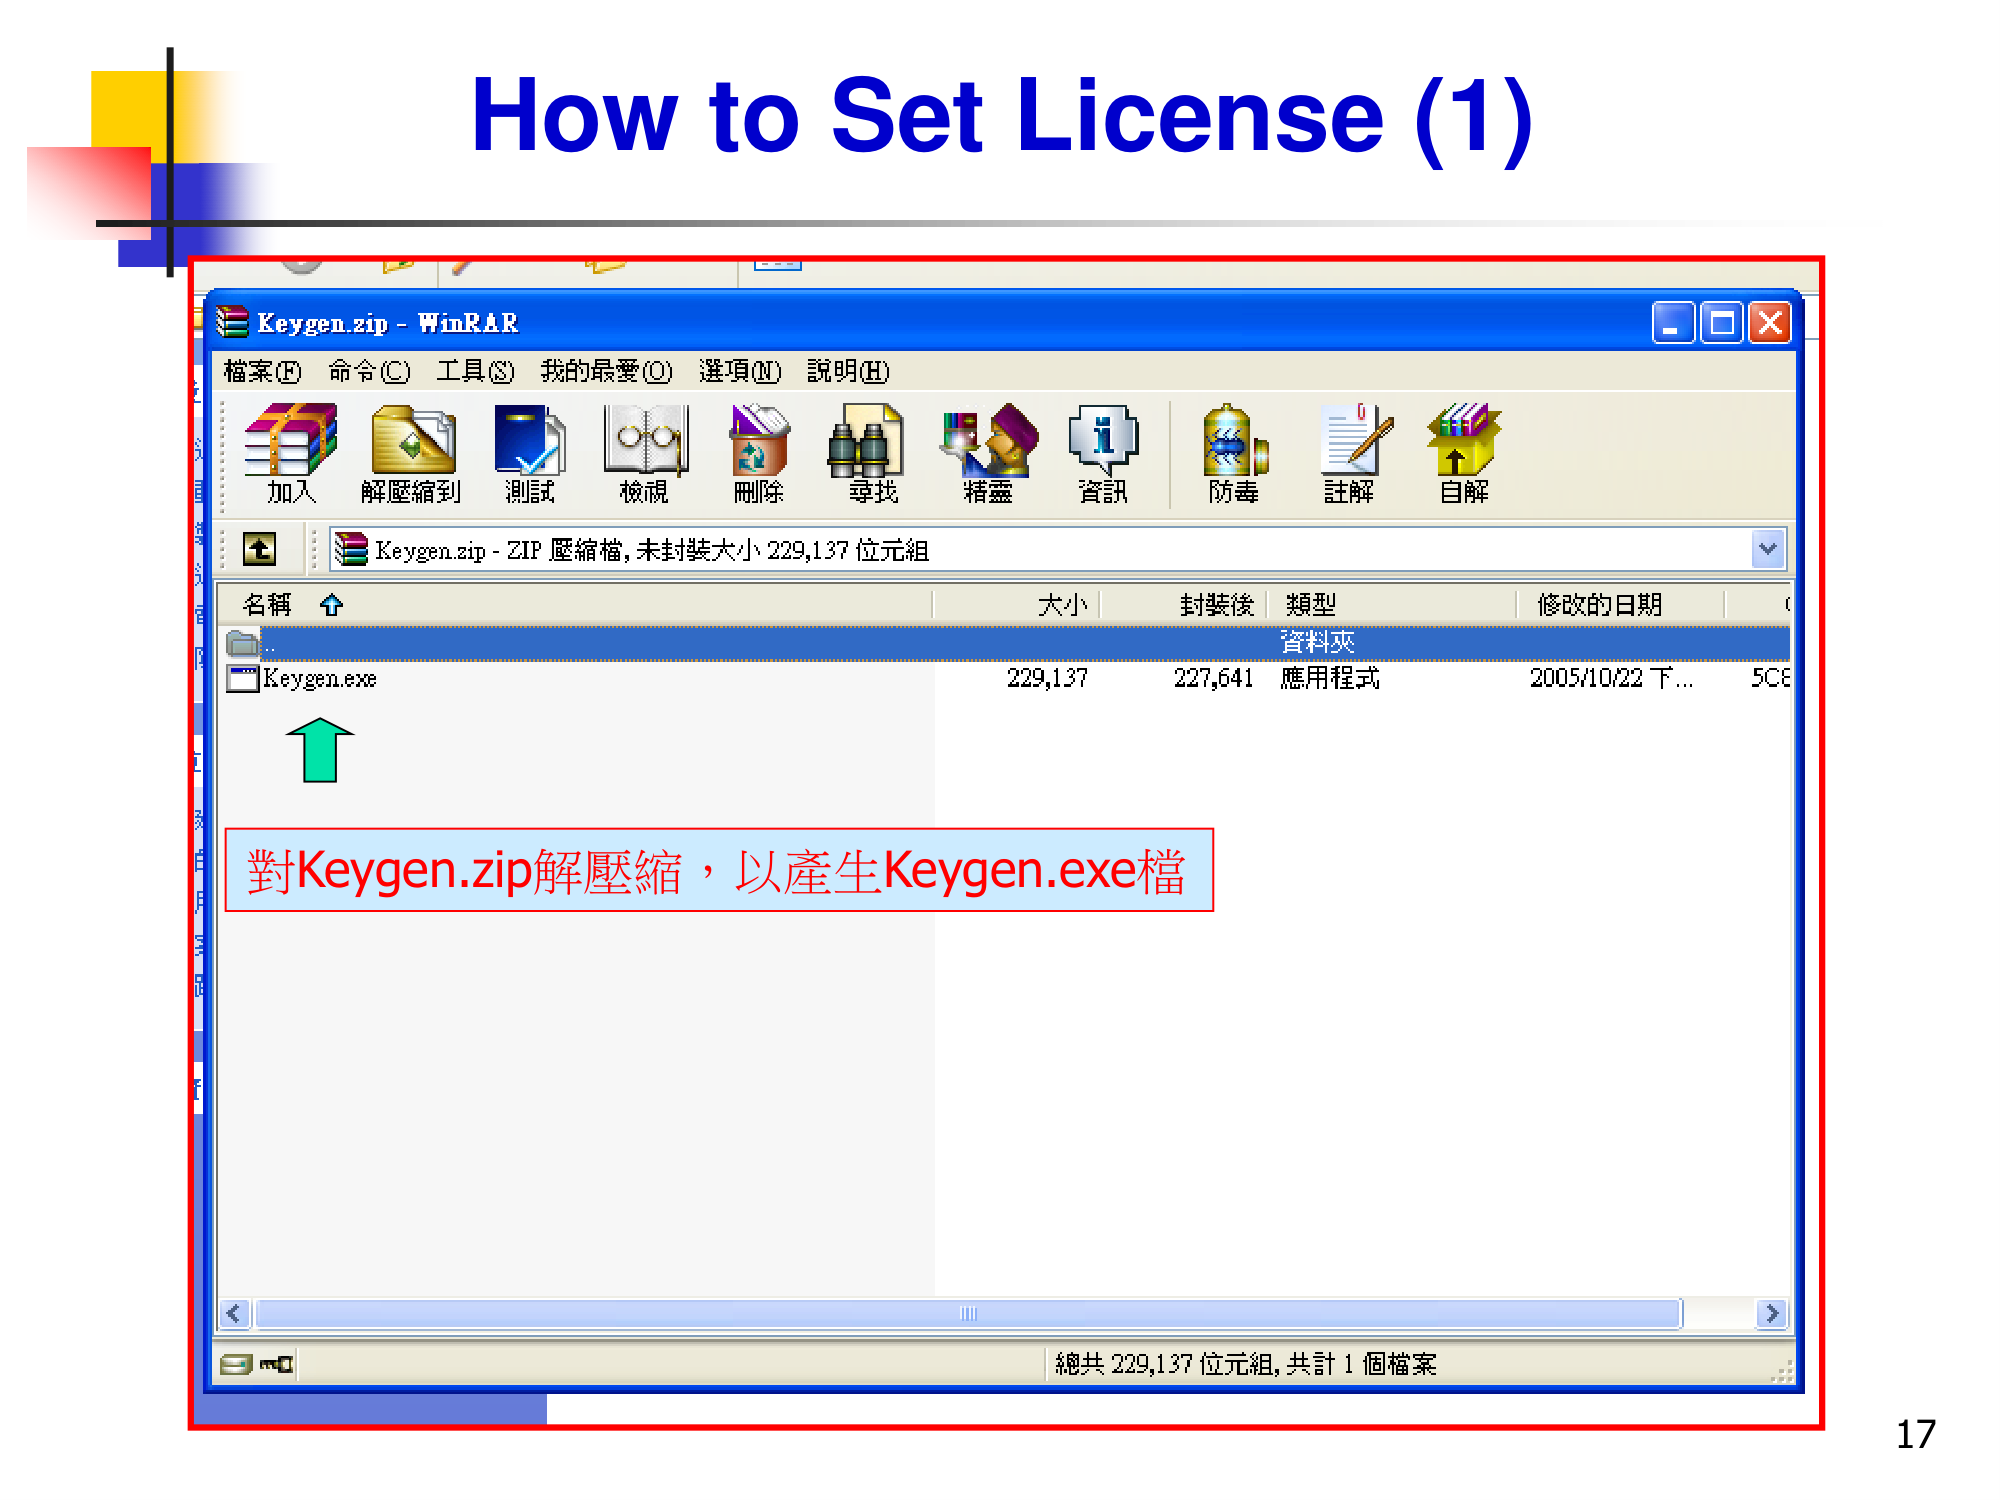 How to Set License (1)
Keygen.zip - WinRAR
檔案(F) 命令(C) 工具(S) 我的最愛(O) 選項(N) 說明(H)
加入 解壓縮到 測試 檢視 刪除 尋找 精靈 資訊 防毒 註解 自解
Keygen.zip - ZIP 壓縮檔, 未封裝大小 229,137 位元組
名稱 大小 封裝後 類型 修改的日期
.. 資料夾
Keygen.exe 229,137 227,641 應用程式 2005/10/22 下... 5C8
對Keygen.zip解壓縮，以產生Keygen.exe檔
總共 229,137 位元組, 共計 1 個檔案
17